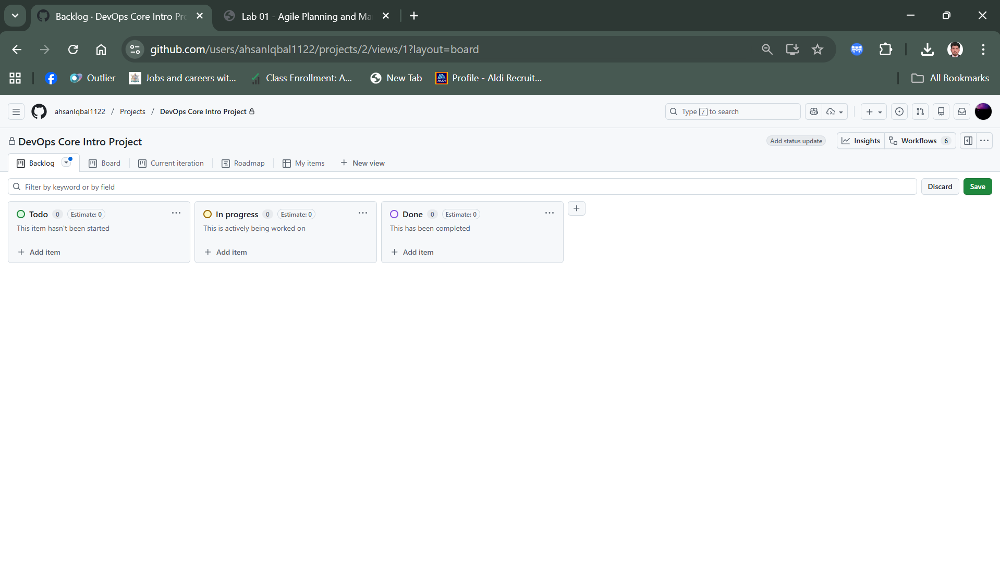 Backlog · DevOps Core Intro Pro
Lab 01 - Agile Planning and Ma
github.com/users/ahsanIqbal1122/projects/2/views/1?layout=board
Outlier
Jobs and careers wit...
Class Enrollment: A...
New Tab
ALDI
Profile - Aldi Recruit...
All Bookmarks
ahsanIqbal1122 / Projects / DevOps Core Intro Project
Type / to search
DevOps Core Intro Project
Add status update
Insights
Workflows 6
Backlog
Board
Current iteration
Roadmap
My items
New view
Filter by keyword or by field
Discard
Save
Todo 0 Estimate: 0
This item hasn't been started
Add item
In progress 0 Estimate: 0
This is actively being worked on
Add item
Done 0 Estimate: 0
This has been completed
Add item